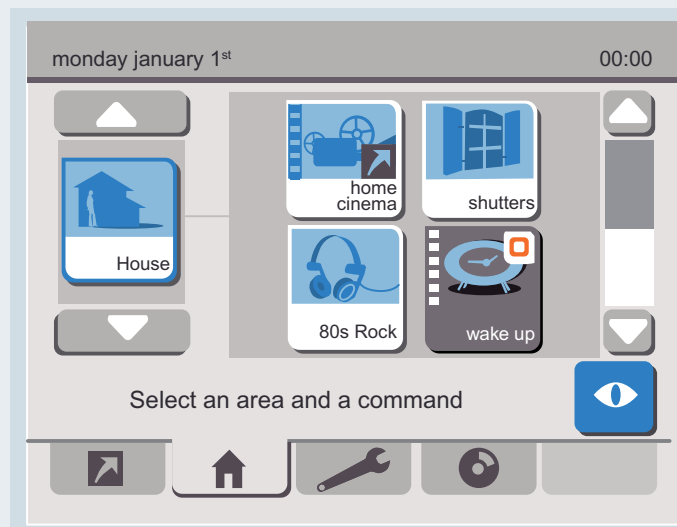 monday january 1st
00:00
home
cinema
shutters
House
80s Rock
wake up
Select an area and a command